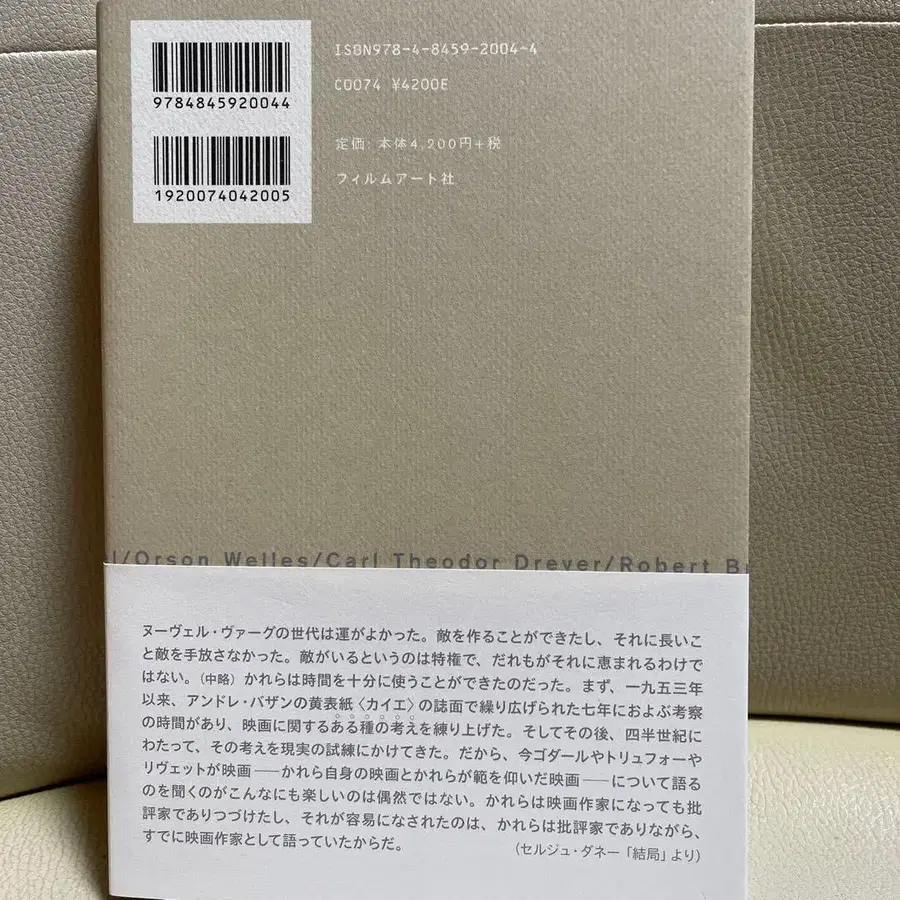 9784845920044
1920074042005
ISBN978-4-8459-2004-4
C0074 ¥4200E
定価: 本体4,200円+税
フィルムアート社
l/Orson Welles/Carl Theodor Dreyer/Robert B
ヌーヴェル・ヴァーグの世代は運がよかった。敵を作ることができたし、それに長いこ
と敵を手放さなかった。敵がいるというのは特権で、だれもがそれに恵まれるわけで
はない。(中略) かれらは時間を十分に使うことができたのだった。まず、一九五三年
以来、アンドレ・バザンの黄表紙〈カイエ〉の誌面で繰り広げられた七年におよぶ考察
の時間があり、映画に関するある種の考えを練り上げた。そしてその後、四半世紀に
わたって、その考えを現実の試練にかけてきた。だから、今ゴダールやトリュフォーや
リヴェットが映画――かれら自身の映画とかれらが範を仰いだ映画――について語る
のを聞くのがこんなにも楽しいのは偶然ではない。かれらは映画作家になっても批
評家でありつづけたし、それが容易になされたのは、かれらは批評家でありながら、
すでに映画作家として語っていたからだ。
(セルジュ・ダネー「結局」より)